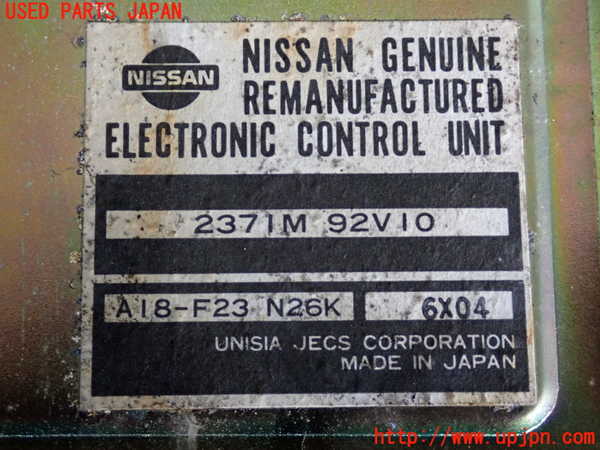 USED PARTS JAPAN
NISSAN
NISSAN GENUINE
REMANUFACTURED
ELECTRONIC CONTROL UNIT
2371M 92V10
A18-F23 N26K
6X04
UNISIA JECS CORPORATION
MADE IN JAPAN
http://www.upjpn.com/